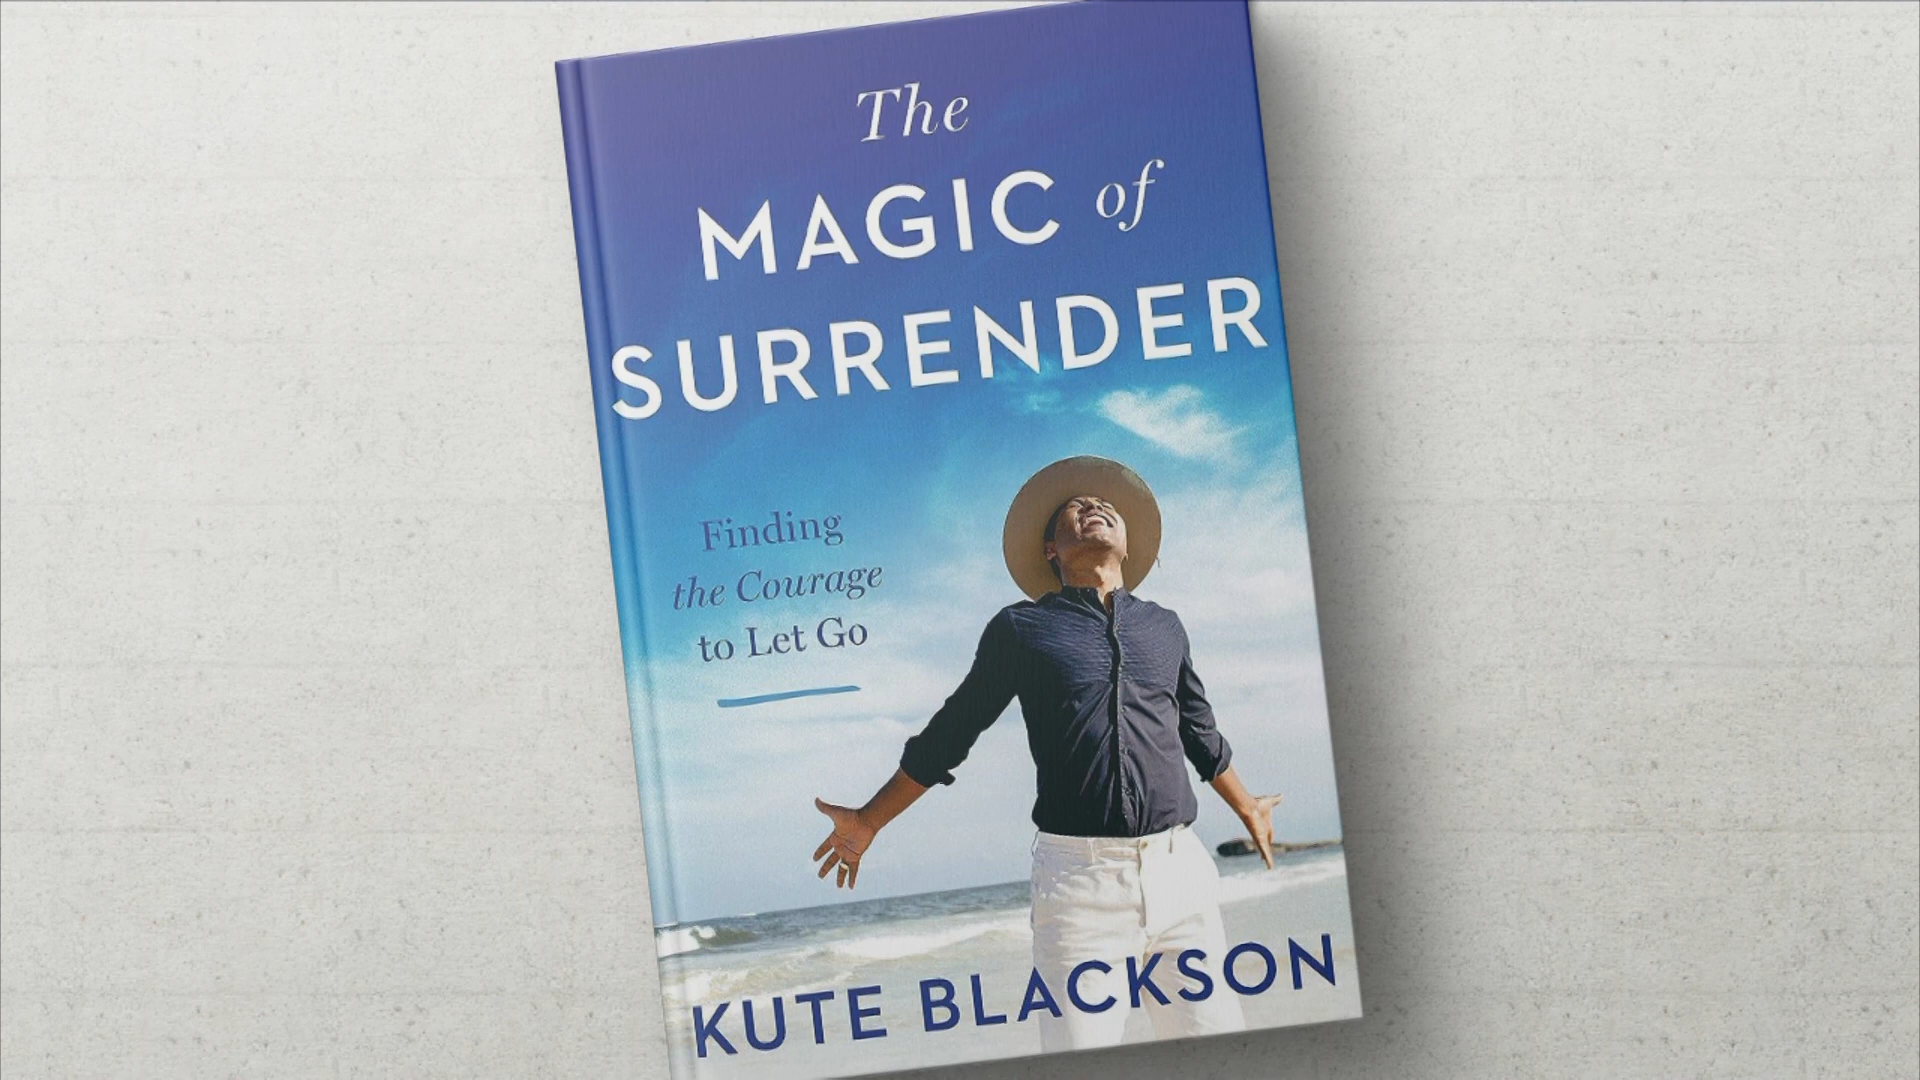 The
MAGIC of
SURRENDER
Finding
the Courage
to Let Go
KUTE BLACKSON